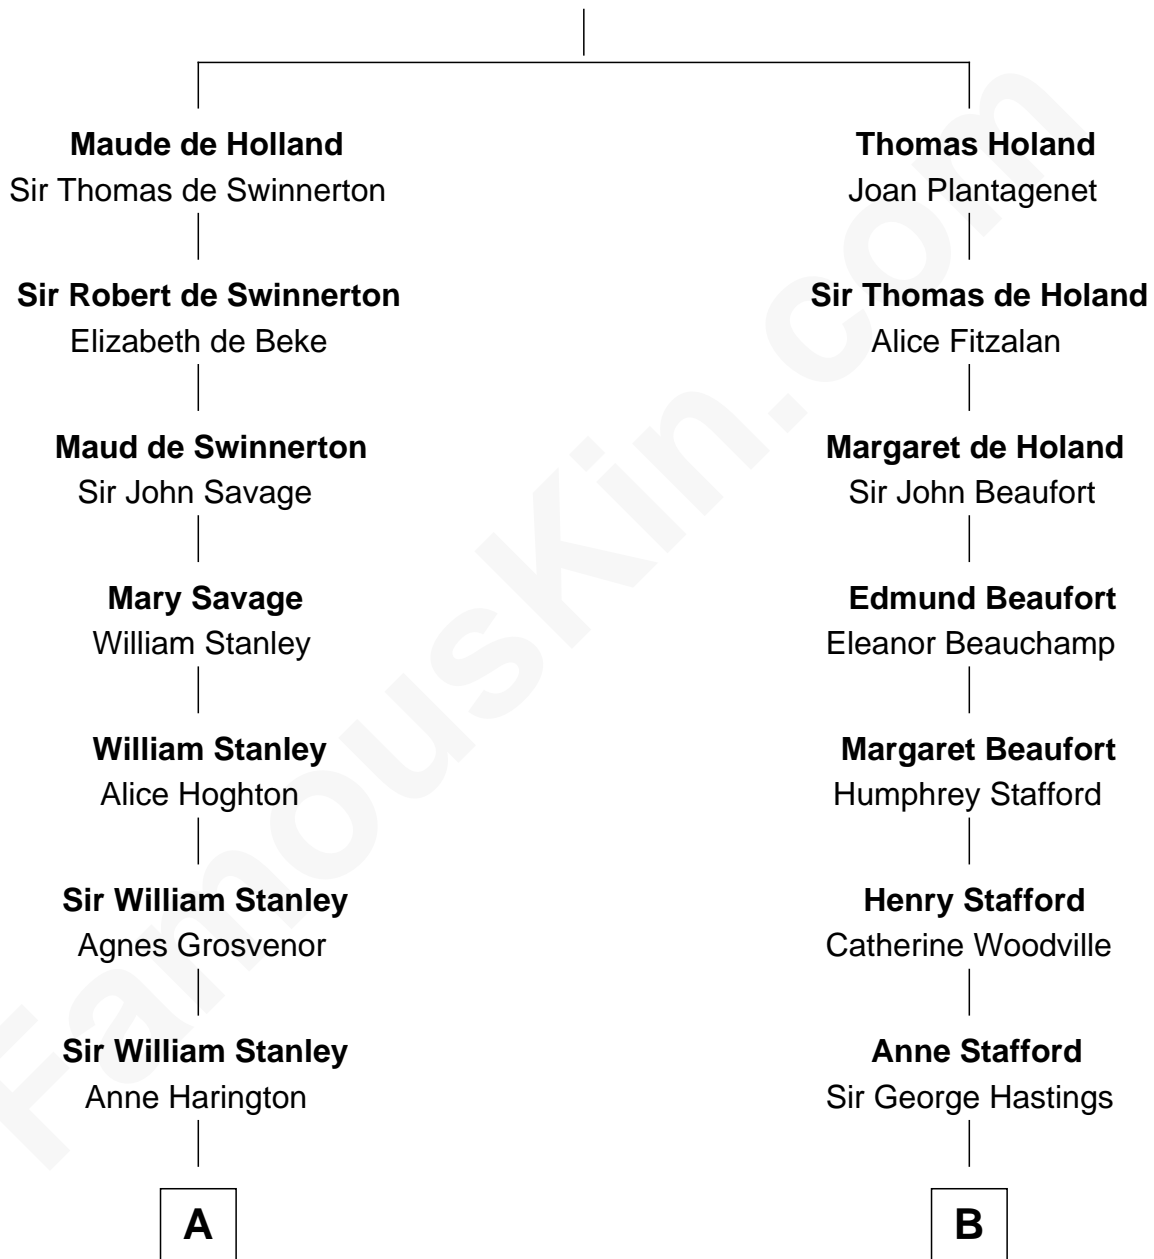 Maude de Holland
Sir Thomas de Swinnerton
Thomas Holand
Joan Plantagenet
Sir Robert de Swinnerton
Elizabeth de Beke
Sir Thomas de Holand
Alice Fitzalan
Maud de Swinnerton
Sir John Savage
Margaret de Holand
Sir John Beaufort
Mary Savage
William Stanley
Edmund Beaufort
Eleanor Beauchamp
William Stanley
Alice Hoghton
Margaret Beaufort
Humphrey Stafford
Sir William Stanley
Agnes Grosvenor
Henry Stafford
Catherine Woodville
Sir William Stanley
Anne Harington
Anne Stafford
Sir George Hastings
A
B
FamousKin.com